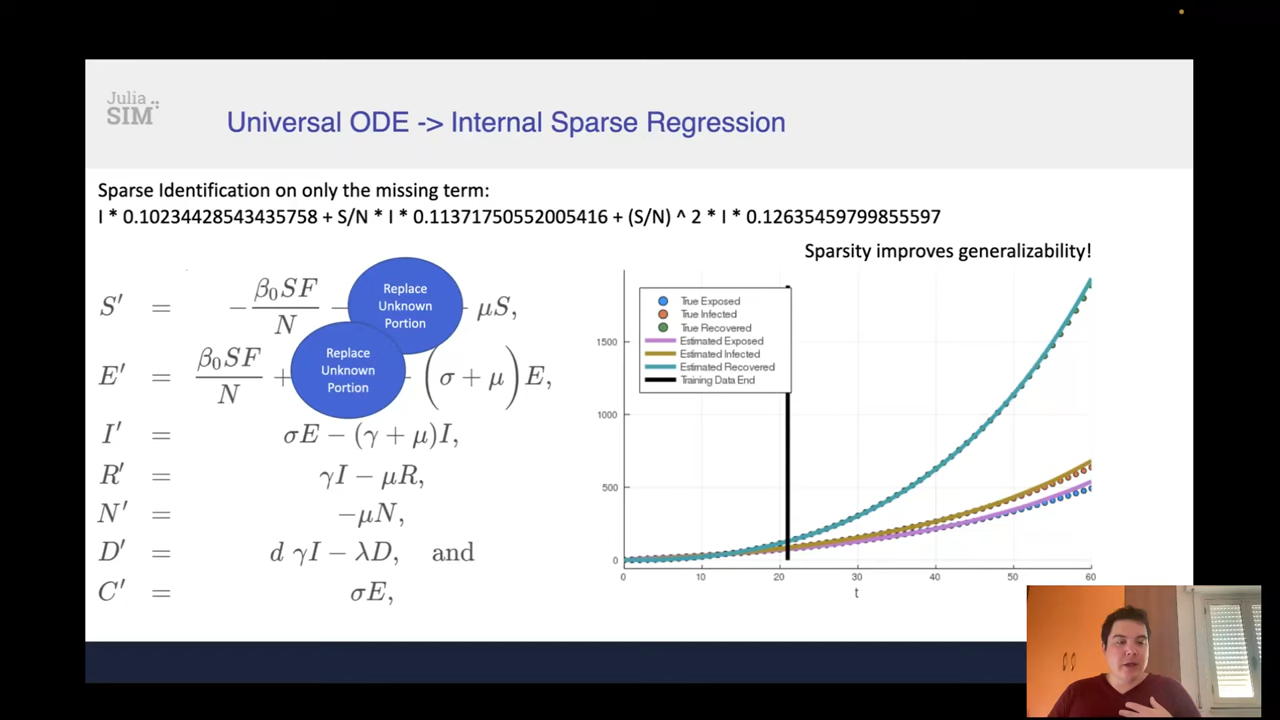 Julia
SIM
Universal ODE -> Internal Sparse Regression
Sparse Identification on only the missing term:
I * 0.10234428543435758 + S/N * I * 0.11371750552005416 + (S/N) ^ 2 * I * 0.12635459799855597
Sparsity improves generalizability!
S′ = − β₀SF / N − Replace Unknown Portion − μS,
E′ = β₀SF / N + Replace Unknown Portion − (σ + μ)E,
I′ = σE − (γ + μ)I,
R′ = γI − μR,
N′ = −μN,
D′ = d γI − λD, and
C′ = σE,
True Exposed
True Infected
True Recovered
Estimated Exposed
Estimated Infected
Estimated Recovered
Training Data End
1500
1000
500
0
0 10 20 30 40 50 60
t